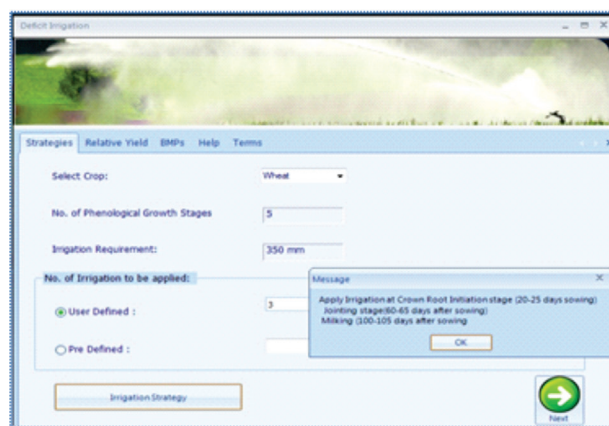 Deficit Irrigation
Strategies Relative Yield BMPs Help Terms
Select Crop: Wheat
No. of Phenological Growth Stages 5
Irrigation Requirement: 350 mm
No. of Irrigation to be applied:
User Defined : 3
Pre Defined :
Message
Apply Irrigation at Crown Root Initiation stage (20-25 days sowing)
Jointing stage(60-65 days after sowing)
Milking (100-105 days after sowing
OK
Irrigation Strategy
Next